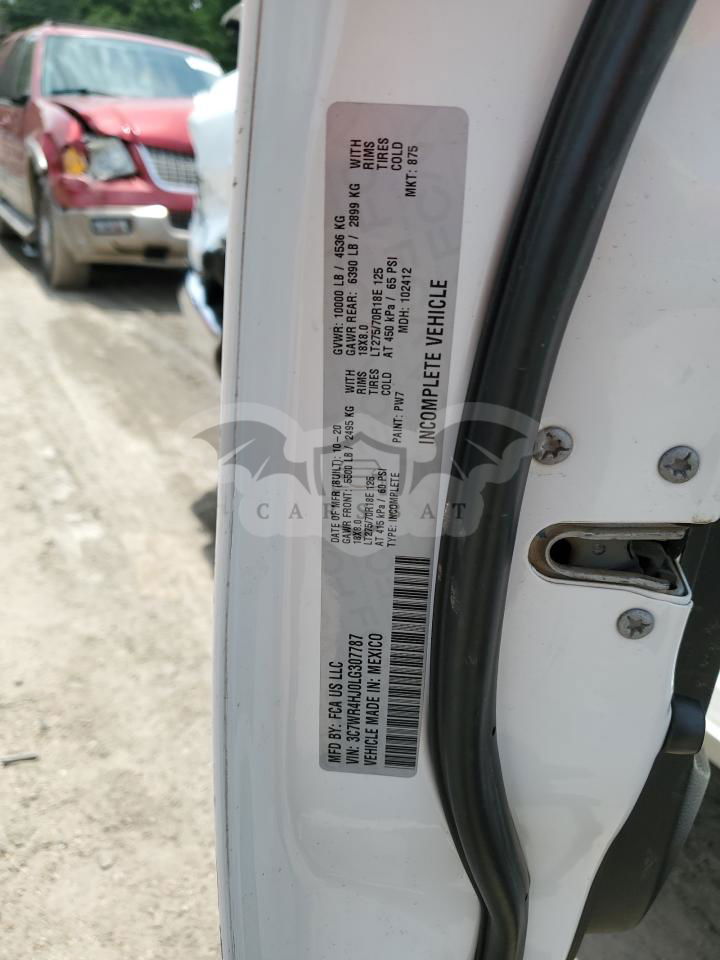 MFD BY: FCA US LLC
DATE OF MFR (BUILT): 10-20
GVWR: 10000 LB / 4536 KG
VIN: 3C7WR4HJ0LG307787
GAWR FRONT: 5500 LB / 2495 KG WITH
GAWR REAR: 6390 LB / 2899 KG WITH
VEHICLE MADE IN: MEXICO
18X8.0 RIMS
18X8.0 RIMS
LT275/70R18E 125 TIRES
LT275/70R18E 125 TIRES
AT 415 kPa / 60 PSI COLD
AT 450 kPa / 65 PSI COLD
TYPE: INCOMPLETE
PAINT: PW7
MDH: 102412
MKT: 875
INCOMPLETE VEHICLE